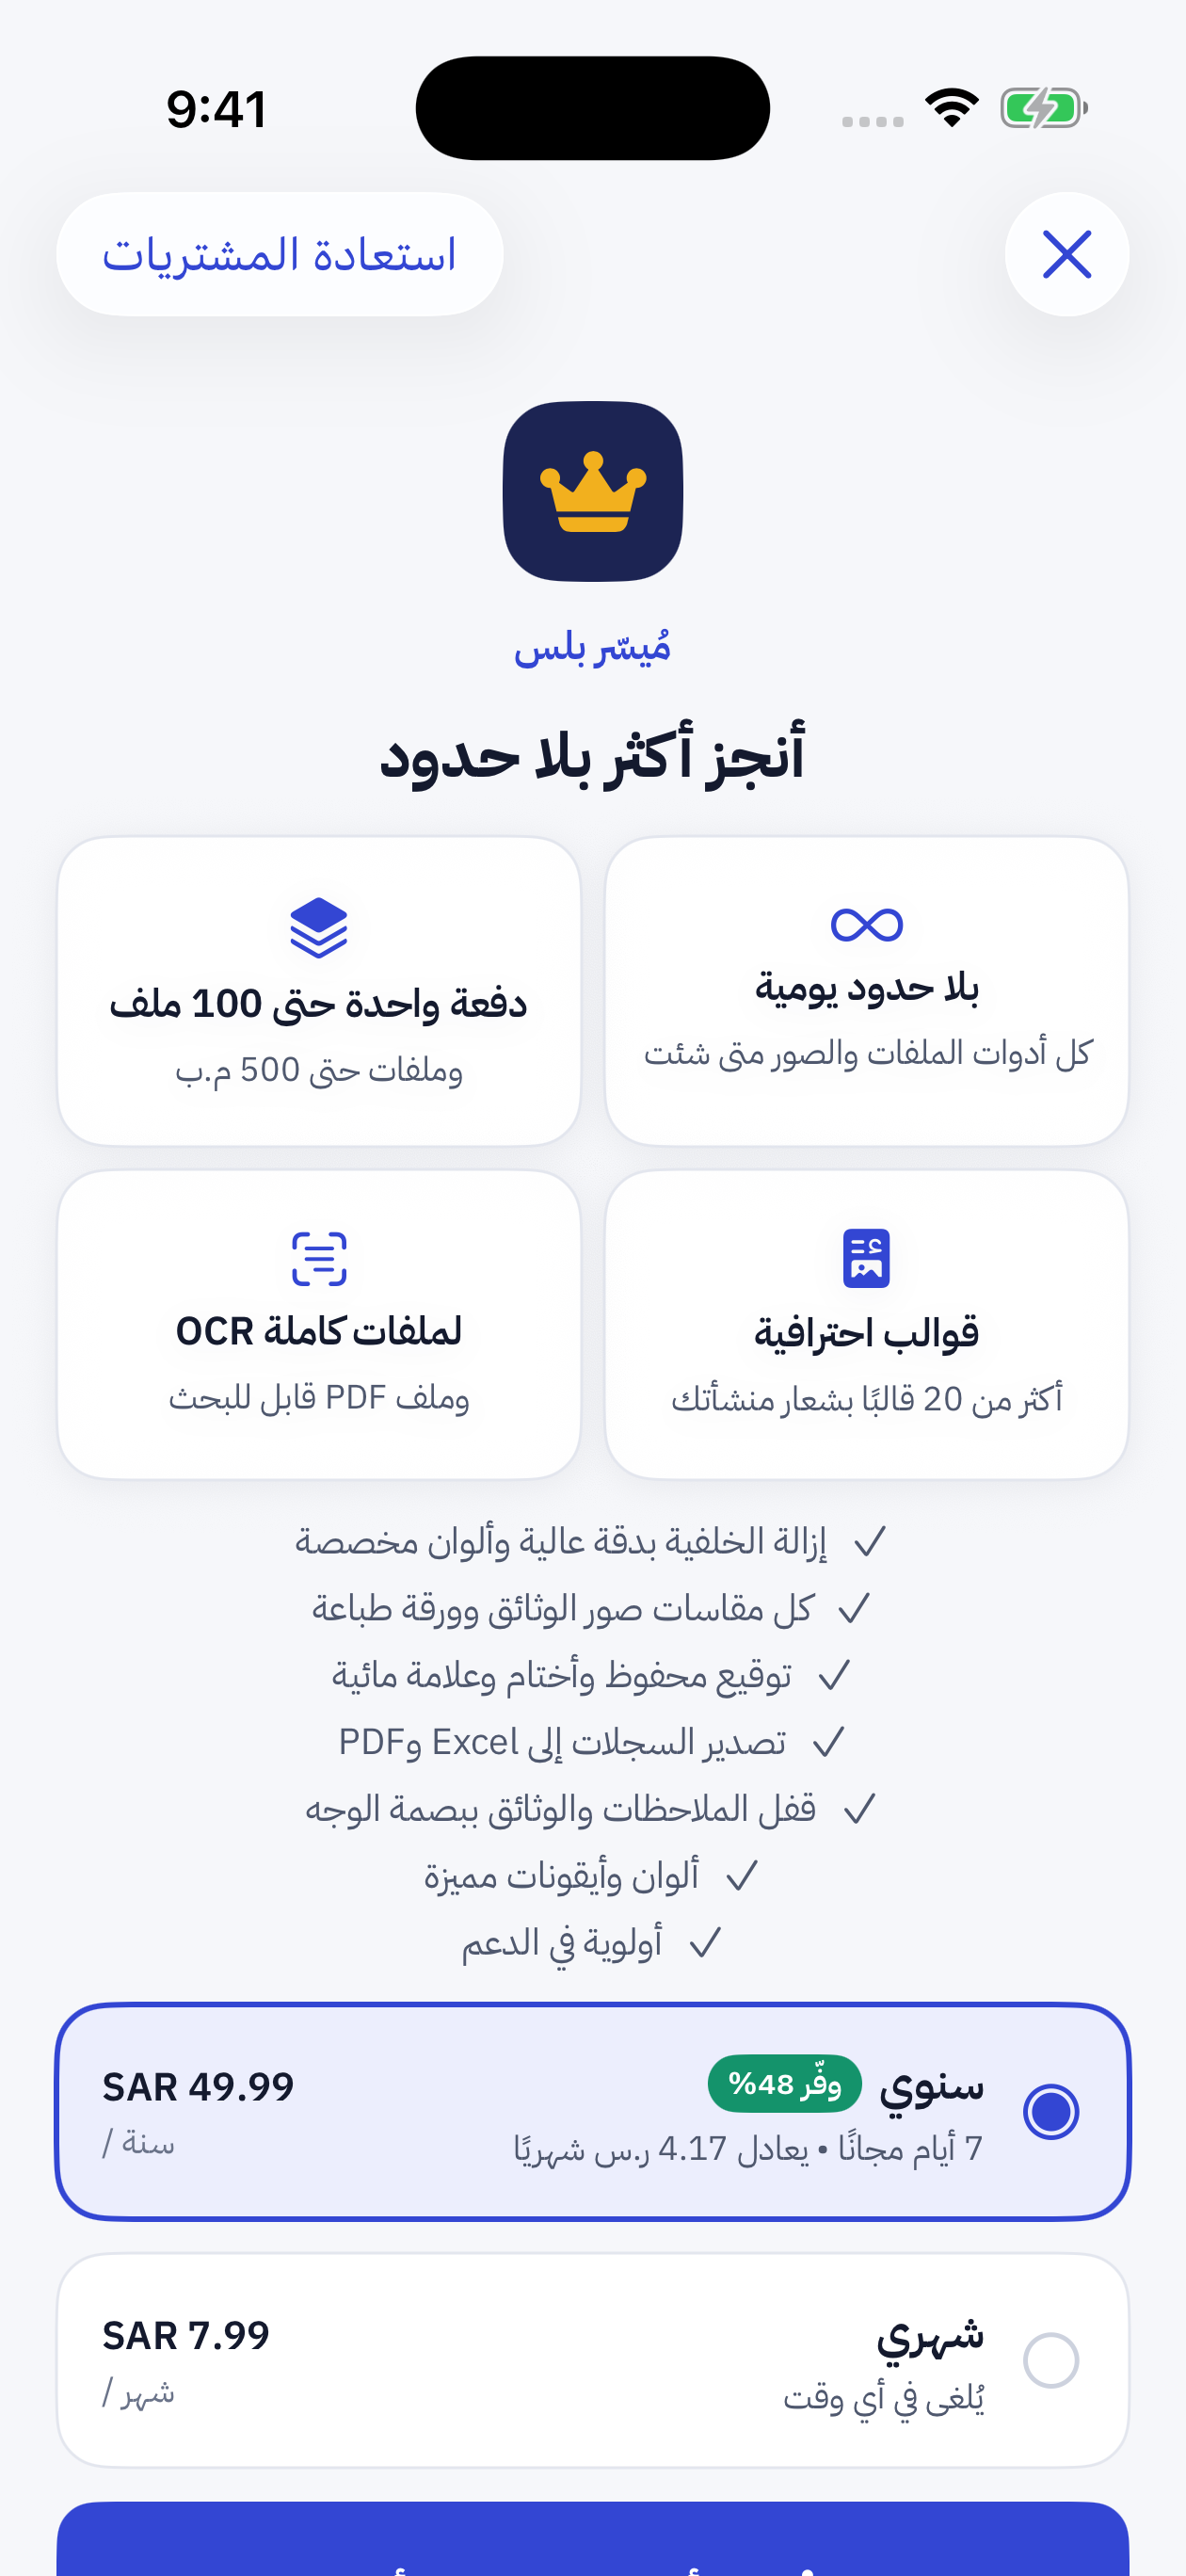 9:41
استعادة المشتريات
مُيسّر بلس
أنجز أكثر بلا حدود
بلا حدود يومية
كل أدوات الملفات والصور متى شئت
دفعة واحدة حتى 100 ملف
وملفات حتى 500 م.ب
قوالب احترافية
أكثر من 20 قالبًا بشعار منشأتك
لملفات كاملة OCR
وملف PDF قابل للبحث
إزالة الخلفية بدقة عالية وألوان مخصصة
كل مقاسات صور الوثائق وورقة طباعة
توقيع محفوظ وأختام وعلامة مائية
تصدير السجلات إلى Excel وPDF
قفل الملاحظات والوثائق ببصمة الوجه
ألوان وأيقونات مميزة
أولوية في الدعم
سنوي وفّر 48%
7 أيام مجانًا • يعادل 4.17 ر.س شهريًا
SAR 49.99
/ سنة
شهري
يُلغى في أي وقت
SAR 7.99
/ شهر